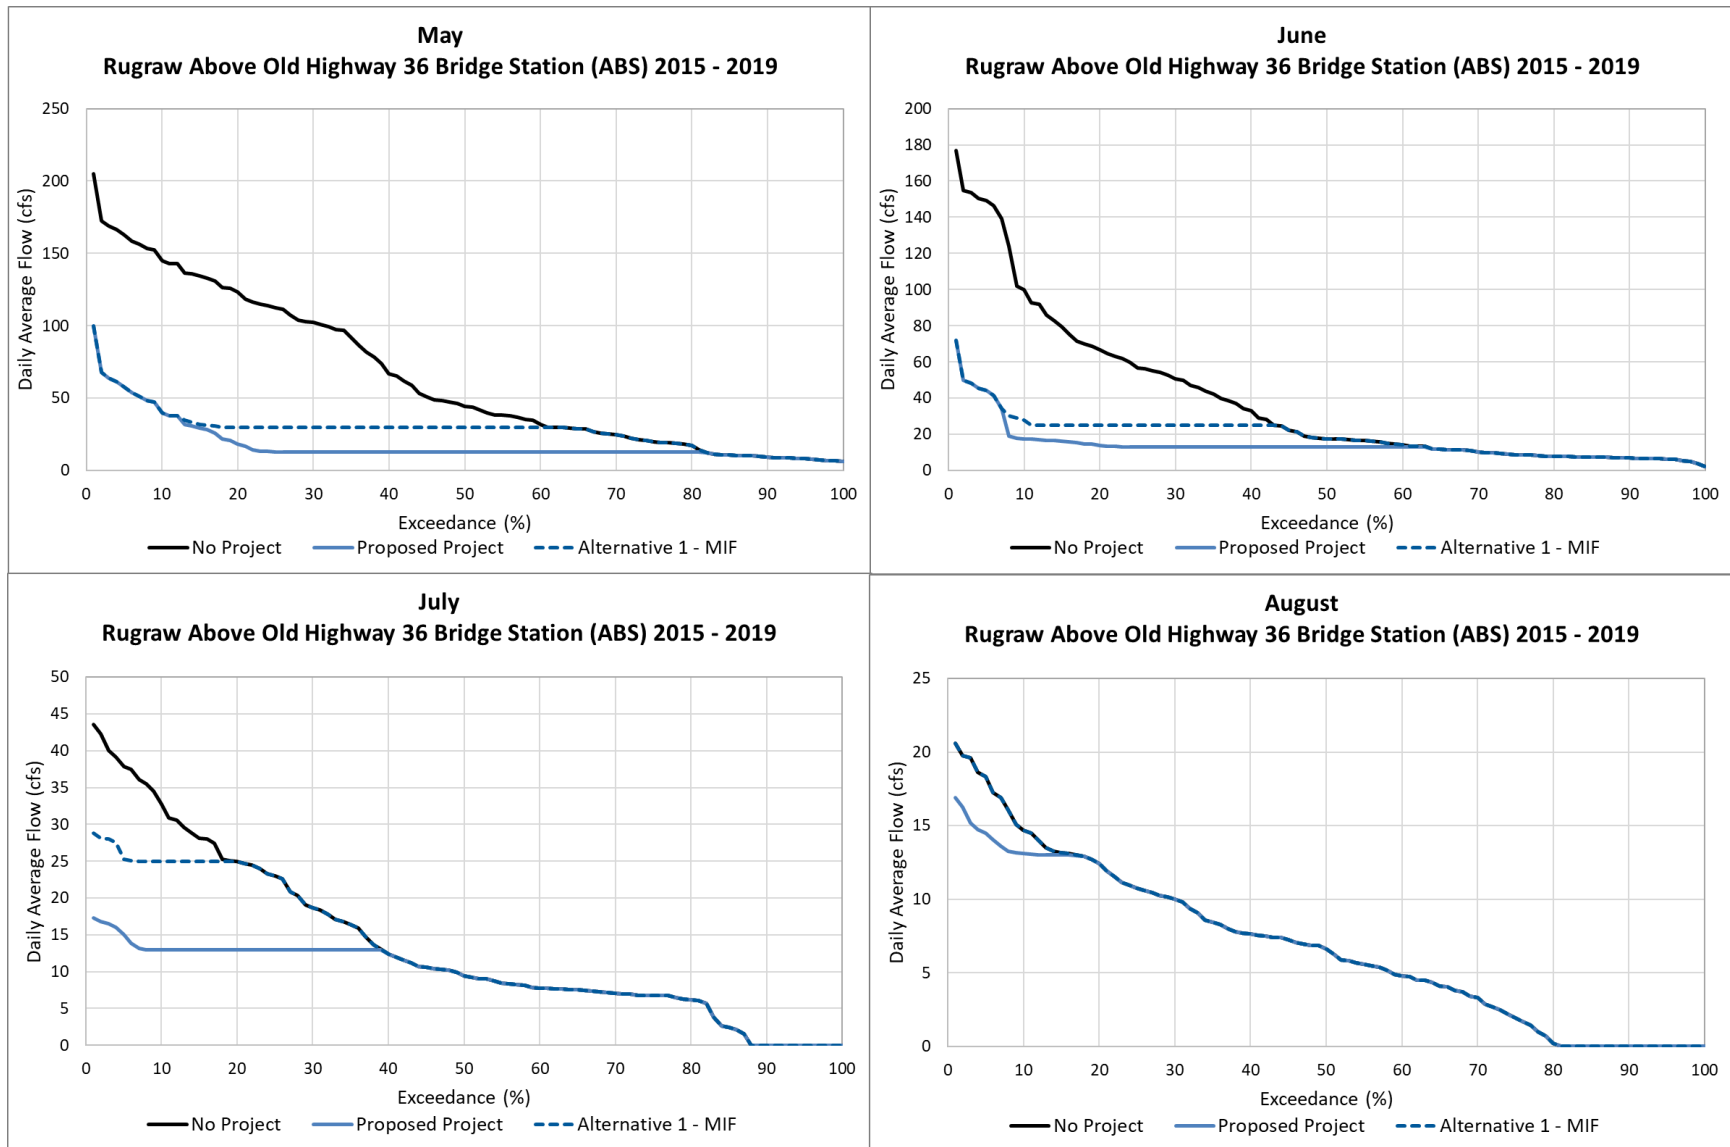 May
Rugraw Above Old Highway 36 Bridge Station (ABS) 2015 - 2019
Daily Average Flow (cfs)
250
200
150
100
50
0
0 10 20 30 40 50 60 70 80 90 100
Exceedance (%)
No Project Proposed Project Alternative 1 - MIF
June
Rugraw Above Old Highway 36 Bridge Station (ABS) 2015 - 2019
Daily Average Flow (cfs)
200
180
160
140
120
100
80
60
40
20
0
0 10 20 30 40 50 60 70 80 90 100
Exceedance (%)
No Project Proposed Project Alternative 1 - MIF
July
Rugraw Above Old Highway 36 Bridge Station (ABS) 2015 - 2019
Daily Average Flow (cfs)
50
45
40
35
30
25
20
15
10
5
0
0 10 20 30 40 50 60 70 80 90 100
Exceedance (%)
No Project Proposed Project Alternative 1 - MIF
August
Rugraw Above Old Highway 36 Bridge Station (ABS) 2015 - 2019
Daily Average Flow (cfs)
25
20
15
10
5
0
0 10 20 30 40 50 60 70 80 90 100
Exceedance (%)
No Project Proposed Project Alternative 1 - MIF